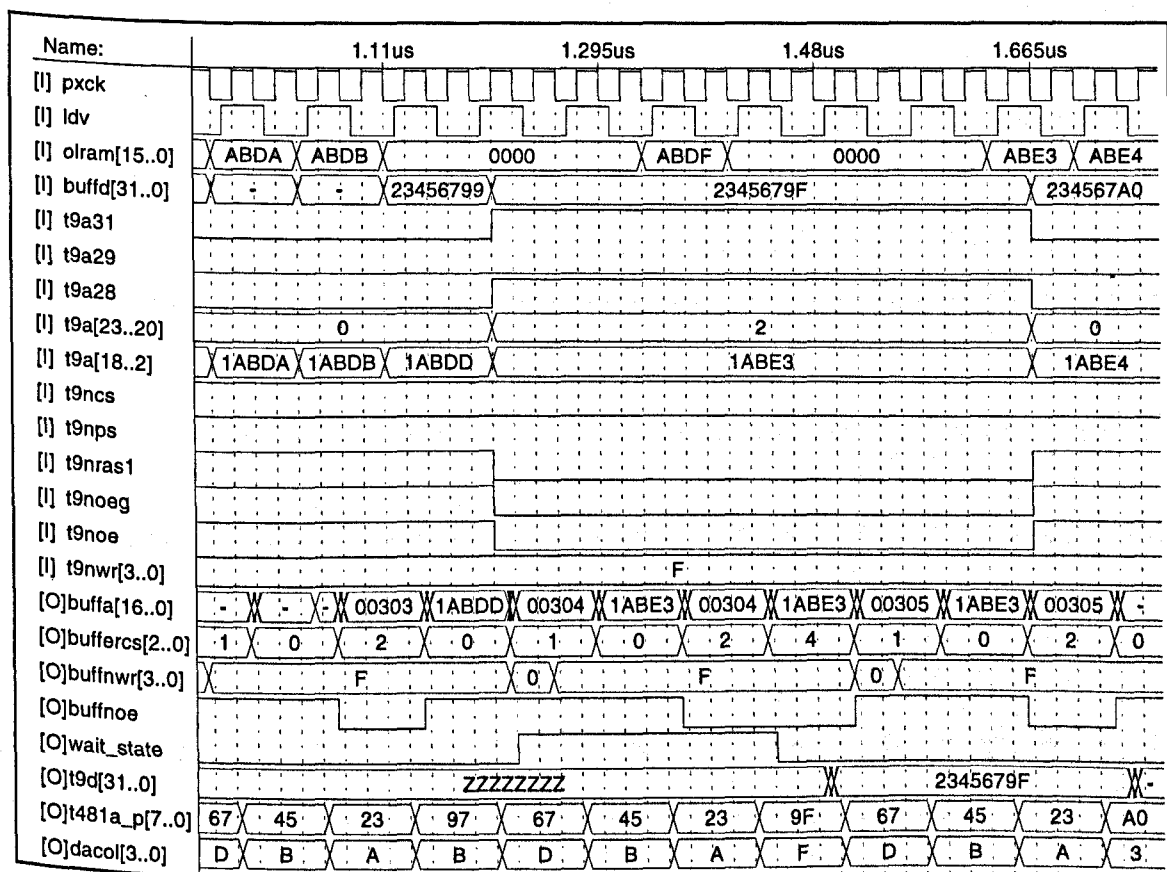 Name: 1.11us 1.295us 1.48us 1.665us
[I] pxck
[I] ldv
[I] olram[15..0] ABDA ABDB 0000 ABDF 0000 ABE3 ABE4
[I] buffd[31..0] - - 23456799 2345679F 234567A0
[I] t9a31
[I] t9a29
[I] t9a28
[I] t9a[23..20] 0 2 0
[I] t9a[18..2] 1ABDA 1ABDB 1ABDD 1ABE3 1ABE4
[I] t9ncs
[I] t9nps
[I] t9nras1
[I] t9noeg
[I] t9noe
[I] t9nwr[3..0] F
[O]buffa[16..0] - - - 00303 1ABDD 00304 1ABE3 00304 1ABE3 00305 1ABE3 00305 -
[O]buffercs[2..0] 1 0 2 0 1 0 2 4 1 0 2 0
[O]buffnwr[3..0] F 0 F 0 F
[O]buffnoe
[O]wait_state
[O]t9d[31..0] ZZZZZZZZ 2345679F -
[O]t481a_p[7..0] 67 45 23 97 67 45 23 9F 67 45 23 A0
[O]dacol[3..0] D B A B D B A F D B A 3